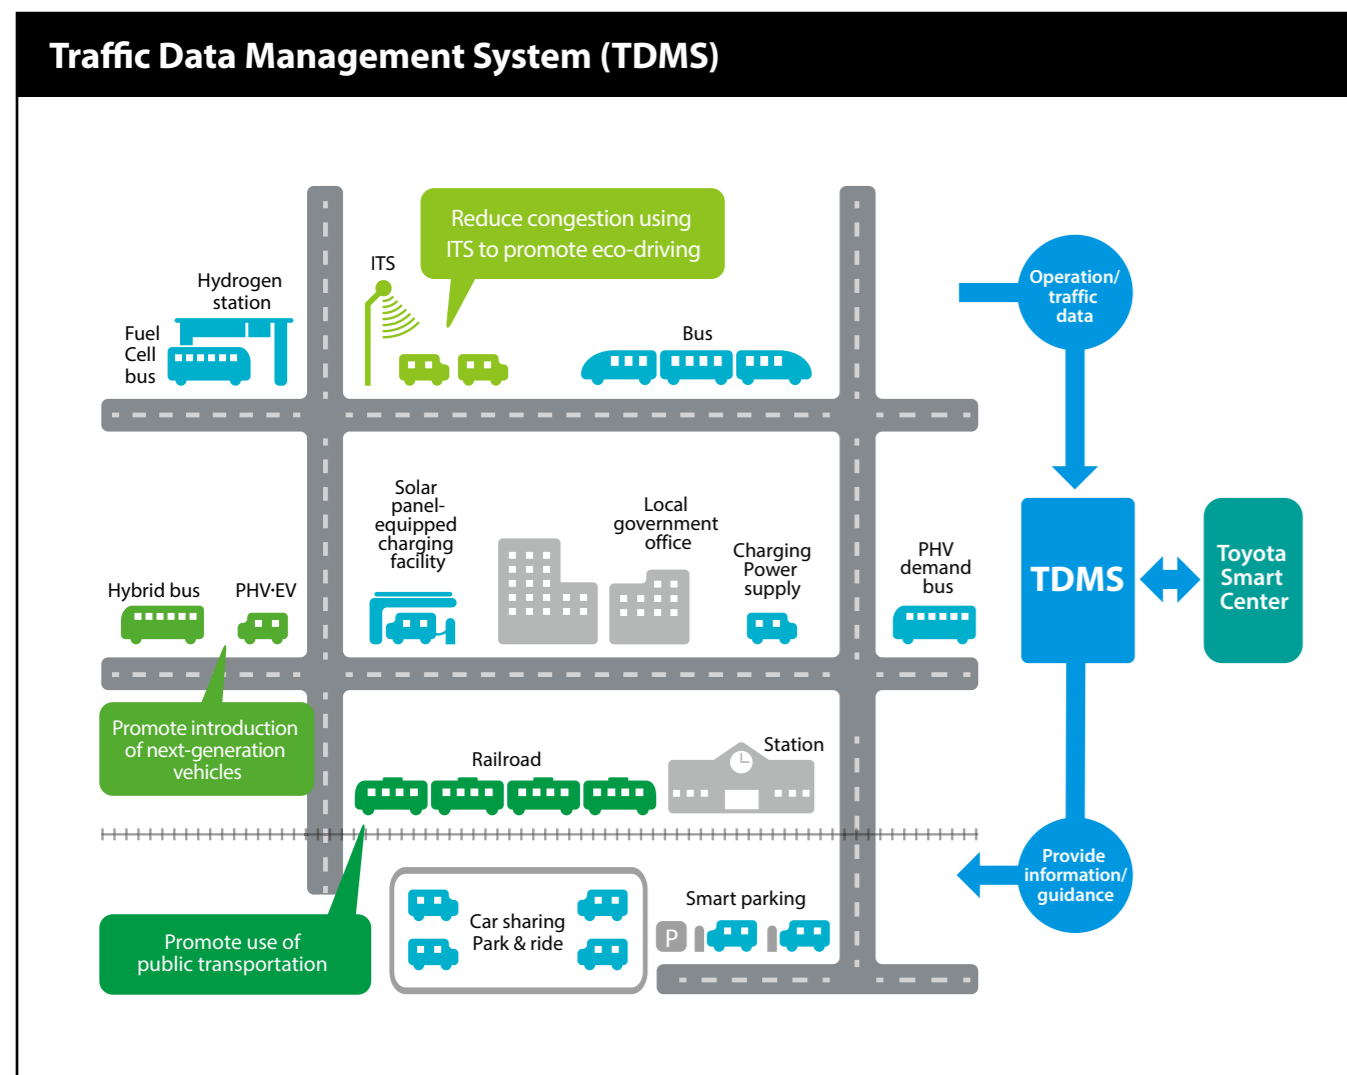 Traffic Data Management System (TDMS)
Reduce congestion using
ITS to promote eco-driving
ITS
Hydrogen
station
Fuel
Cell
bus
Bus
Operation/
traffic
data
Solar
panel-
equipped
charging
facility
Local
government
office
Charging
Power
supply
PHV
demand
bus
Hybrid bus
PHV·EV
TDMS
Toyota
Smart
Center
Promote introduction
of next-generation
vehicles
Railroad
Station
Provide
information/
guidance
Promote use of
public transportation
Car sharing
Park & ride
Smart parking
P